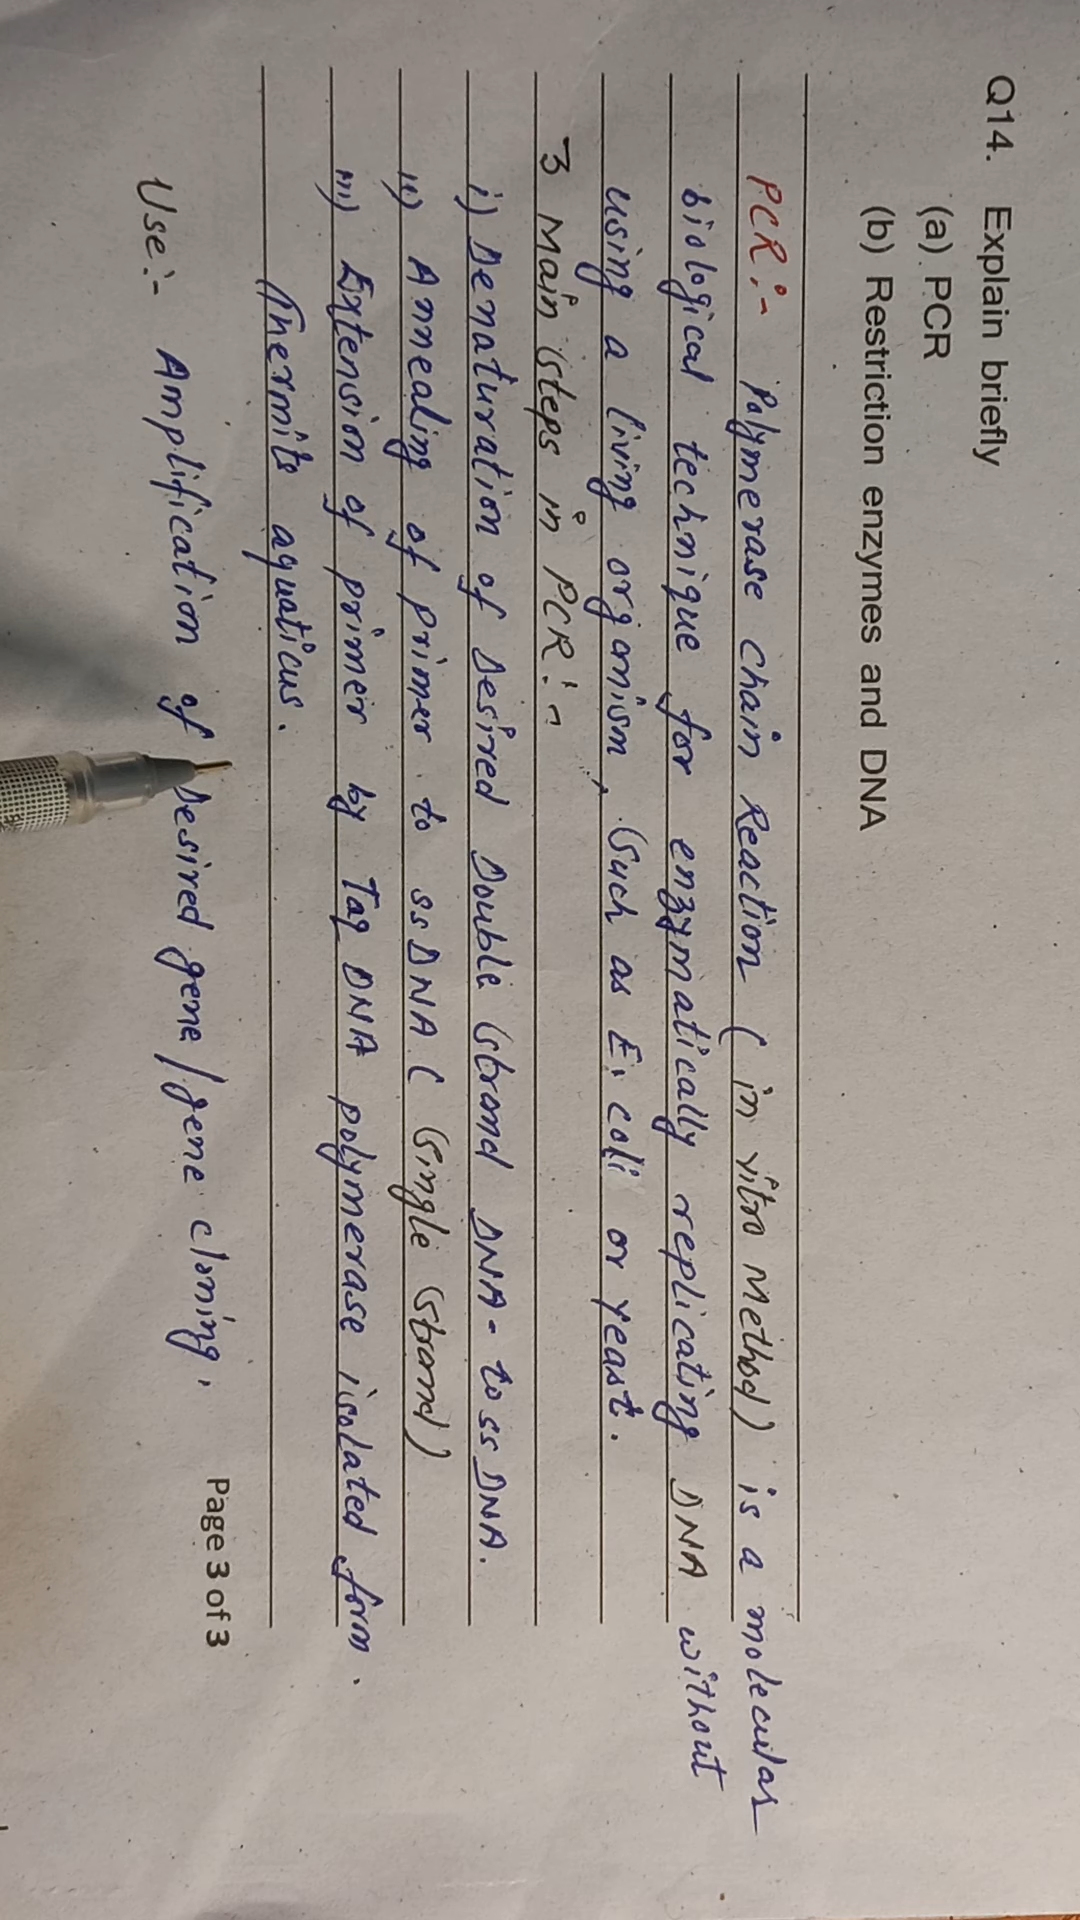 Q14. Explain briefly
(a) PCR
(b) Restriction enzymes and DNA
PCR :- Polymerase chain Reaction ( in vitro Method) is a molecular
biological technique for enzymatically replicating DNA without
using a living organism, such as E. coli or yeast.
3 Main steps in PCR :-
i) Denaturation of Desired Double strand DNA - to ss DNA.
ii) Annealing of primer to ss DNA ( single strand)
iii) Extension of primer by Taq DNA polymerase isolated form.
Thermits aquaticus.
Use :- Amplification of Desired gene / gene cloning.
Page 3 of 3